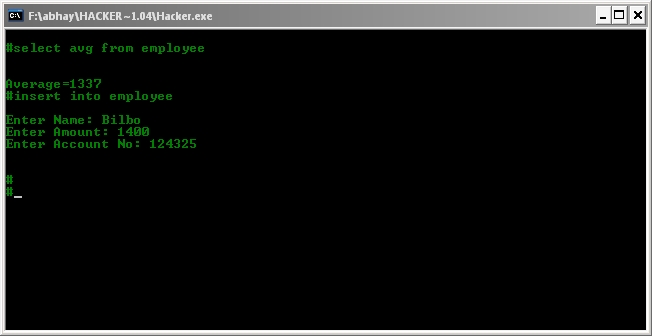 F:\abhay\HACKER~1.04\Hacker.exe
#select avg from employee
Average=1337
#insert into employee
Enter Name: Bilbo
Enter Amount: 1400
Enter Account No: 124325
#
#_